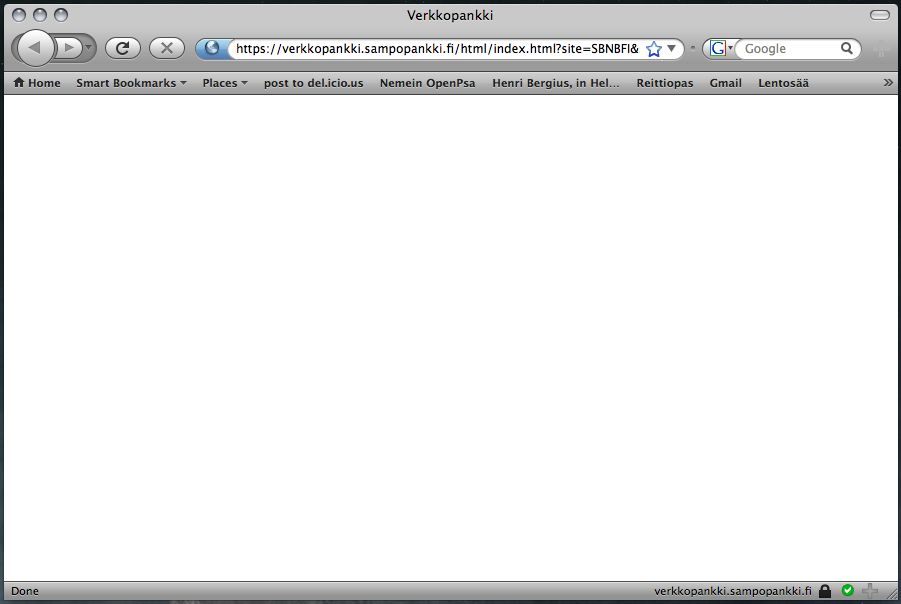 Verkkopankki
https://verkkopankki.sampopankki.fi/html/index.html?site=SBNBFI& G Google
Home Smart Bookmarks Places post to del.icio.us Nemein OpenPsa Henri Bergius, in Hel... Reittiopas Gmail Lentosää »
Done verkkopankki.sampopankki.fi